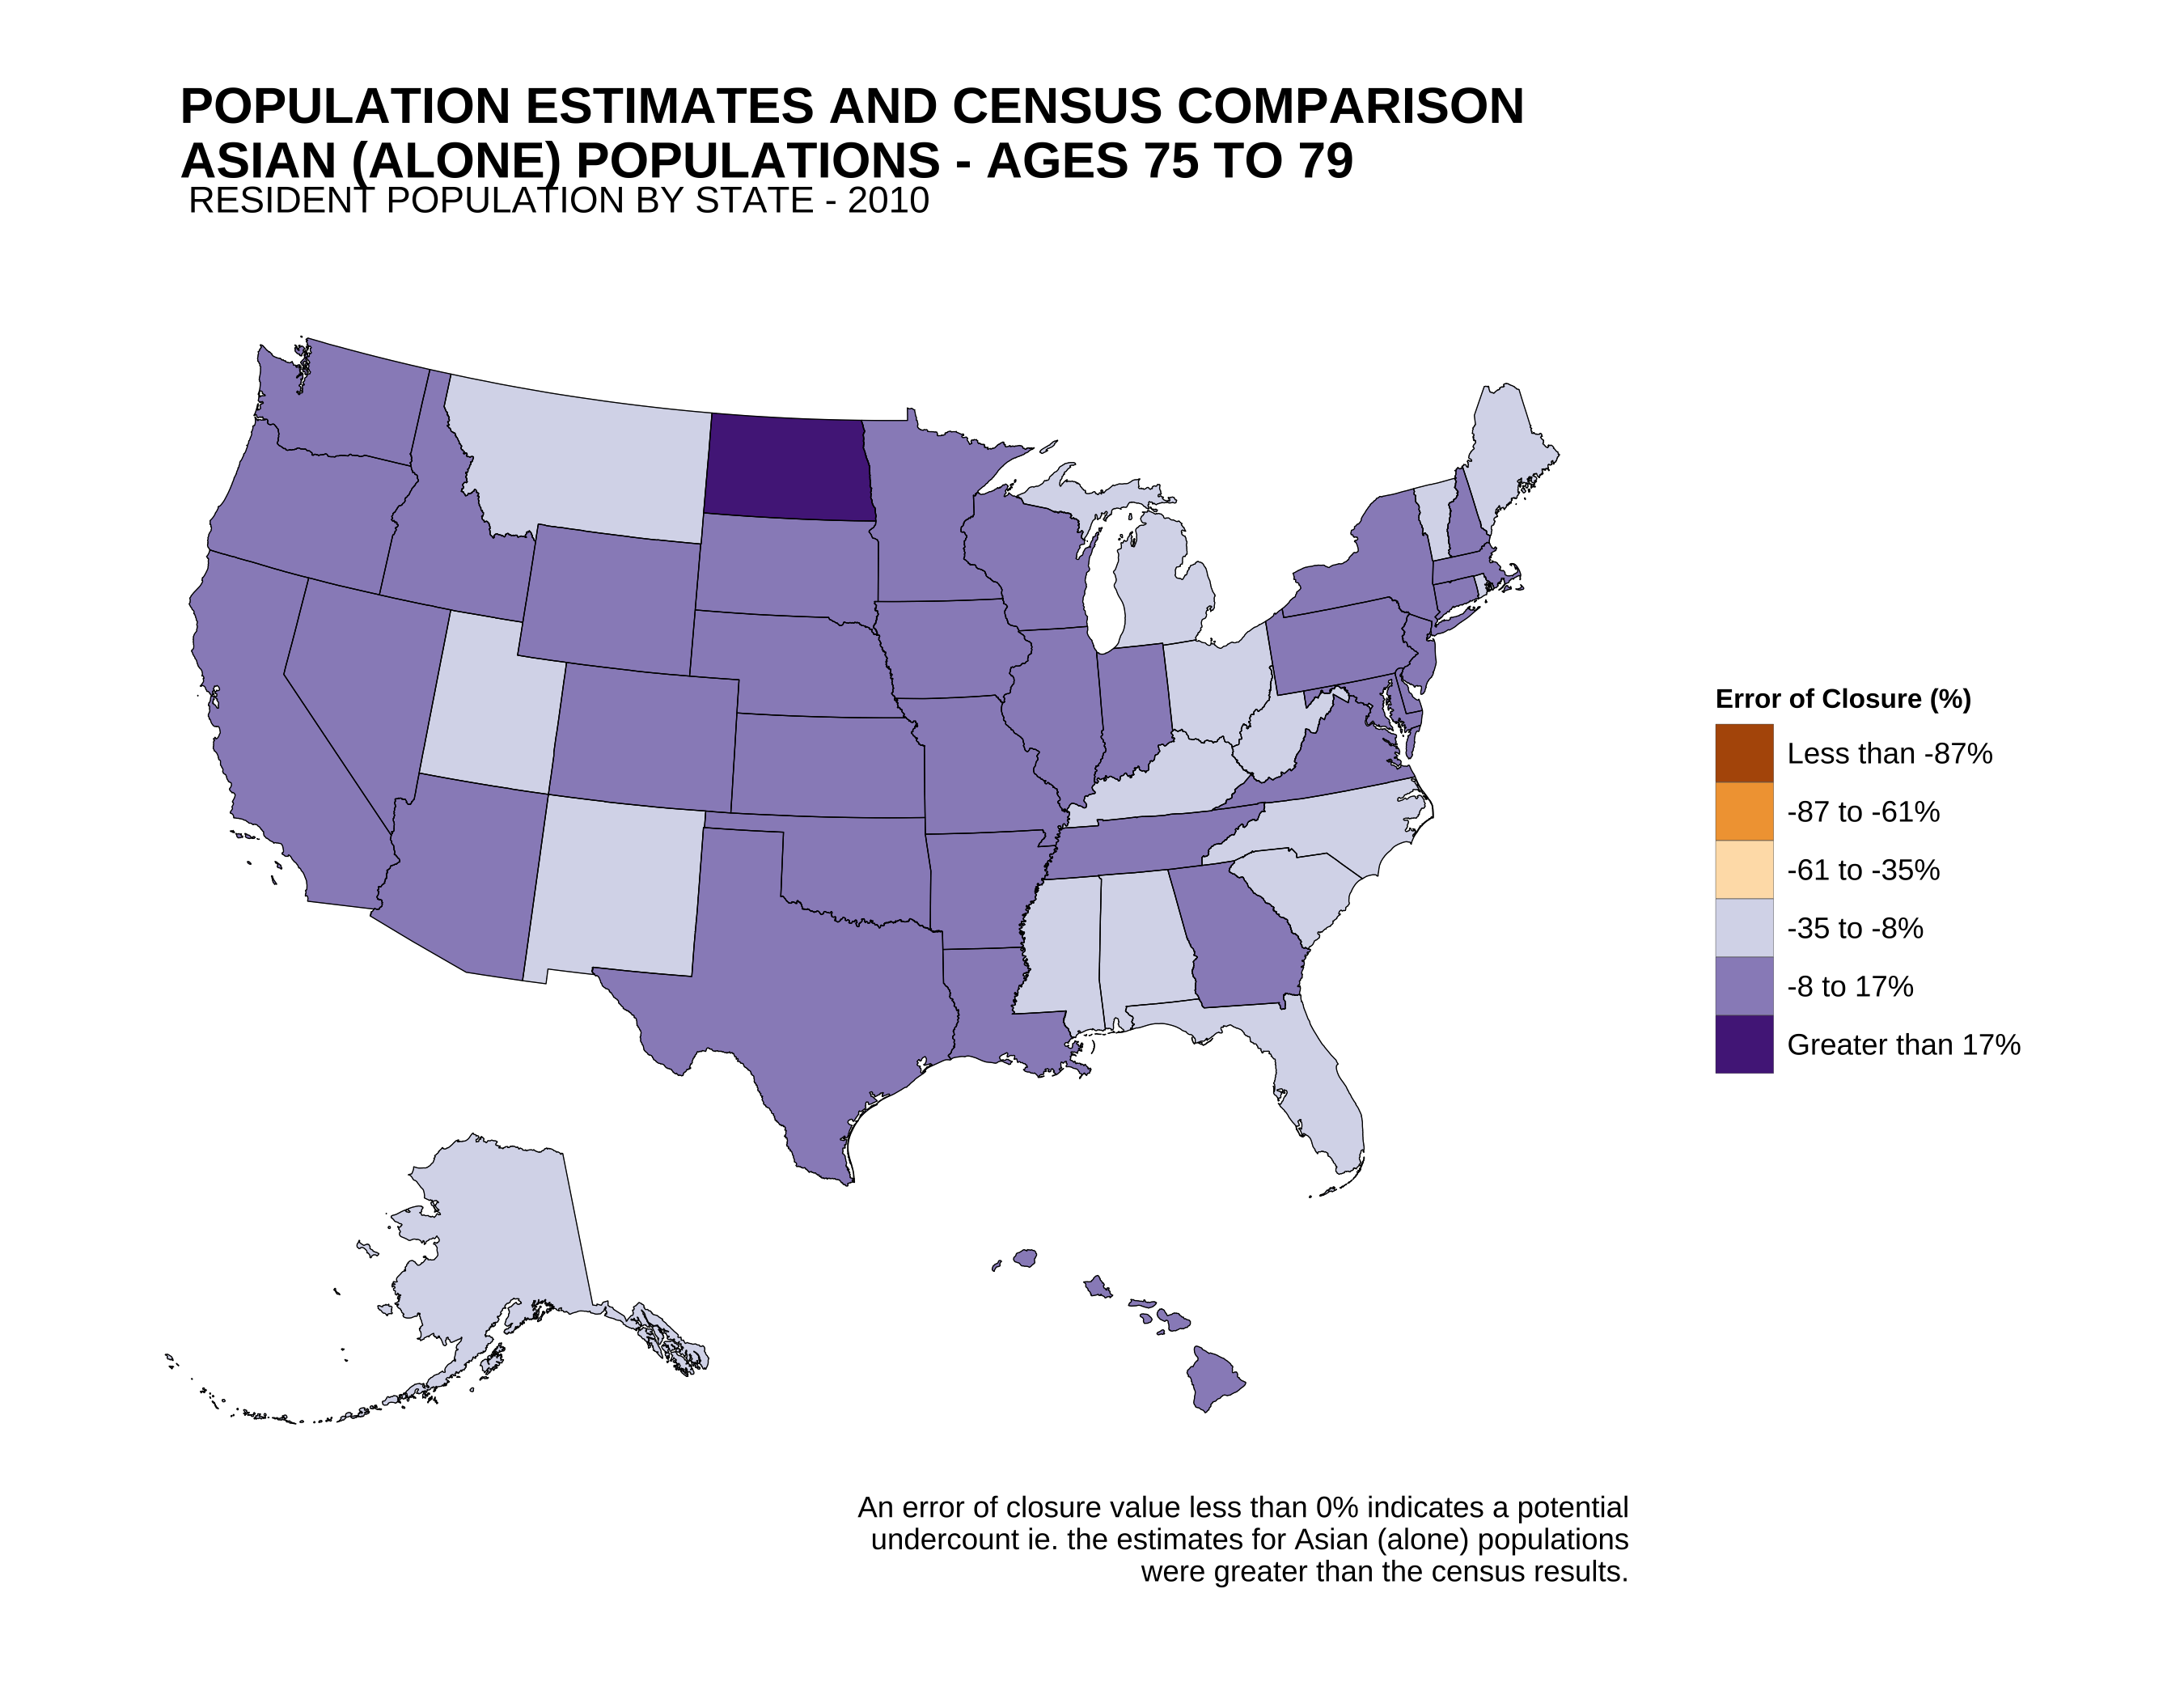 POPULATION ESTIMATES AND CENSUS COMPARISON
ASIAN (ALONE) POPULATIONS - AGES 75 TO 79
RESIDENT POPULATION BY STATE - 2010
Error of Closure (%)
Less than -87%
-87 to -61%
-61 to -35%
-35 to -8%
-8 to 17%
Greater than 17%
An error of closure value less than 0% indicates a potential
undercount ie. the estimates for Asian (alone) populations
were greater than the census results.